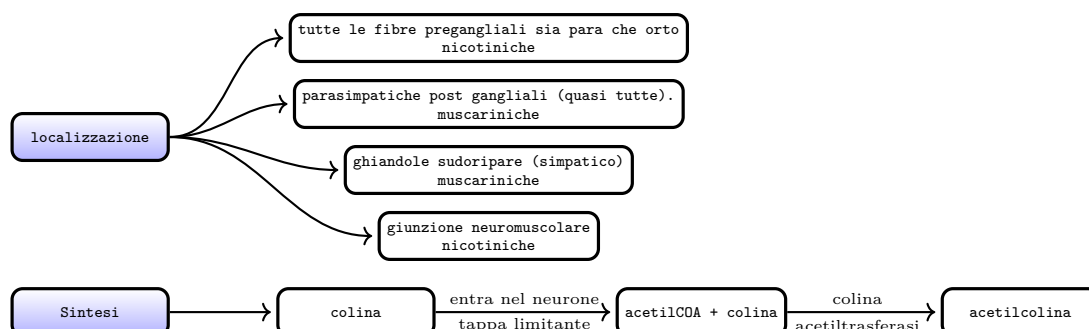 tutte le fibre pregangliali sia para che orto
nicotiniche
parasimpatiche post gangliali (quasi tutte).
muscariniche
localizzazione
ghiandole sudoripare (simpatico)
muscariniche
giunzione neuromuscolare
nicotiniche
Sintesi
colina
entra nel neurone
tappa limitante
acetilCOA + colina
colina
acetiltrasferasi
acetilcolina